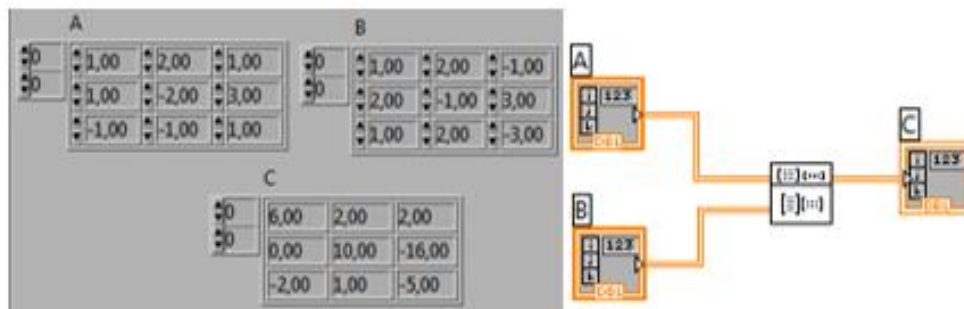 A
0 1,00 2,00 1,00
0 1,00 -2,00 3,00
-1,00 -1,00 1,00
B
0 1,00 2,00 -1,00
0 2,00 -1,00 3,00
1,00 2,00 -3,00
C
0 6,00 2,00 2,00
0 0,00 10,00 -16,00
-2,00 1,00 -5,00
A
i 123
j
k
DBL
B
i 123
j
k
DBL
C
i 123
j
k
DBL